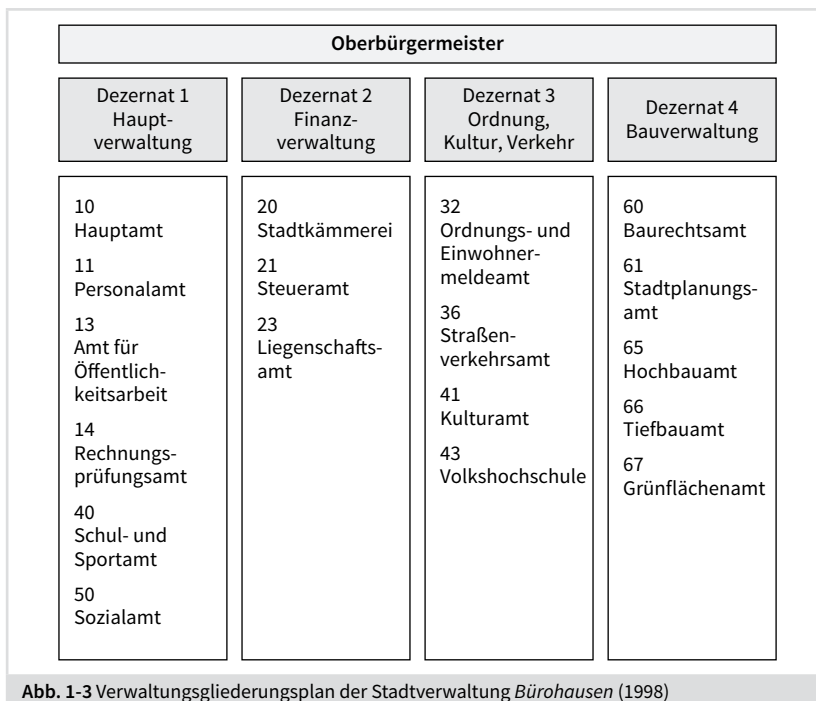 Oberbürgermeister
Dezernat 1
Haupt-
verwaltung
Dezernat 2
Finanz-
verwaltung
Dezernat 3
Ordnung,
Kultur, Verkehr
Dezernat 4
Bauverwaltung
10
Hauptamt
11
Personalamt
13
Amt für
Öffentlich-
keitsarbeit
14
Rechnungs-
prüfungsamt
40
Schul- und
Sportamt
50
Sozialamt
20
Stadtkämmerei
21
Steueramt
23
Liegenschafts-
amt
32
Ordnungs- und
Einwohner-
meldeamt
36
Straßen-
verkehrsamt
41
Kulturamt
43
Volkshochschule
60
Baurechtsamt
61
Stadtplanungs-
amt
65
Hochbauamt
66
Tiefbauamt
67
Grünflächenamt
Abb. 1-3 Verwaltungsgliederungsplan der Stadtverwaltung Bürohausen (1998)